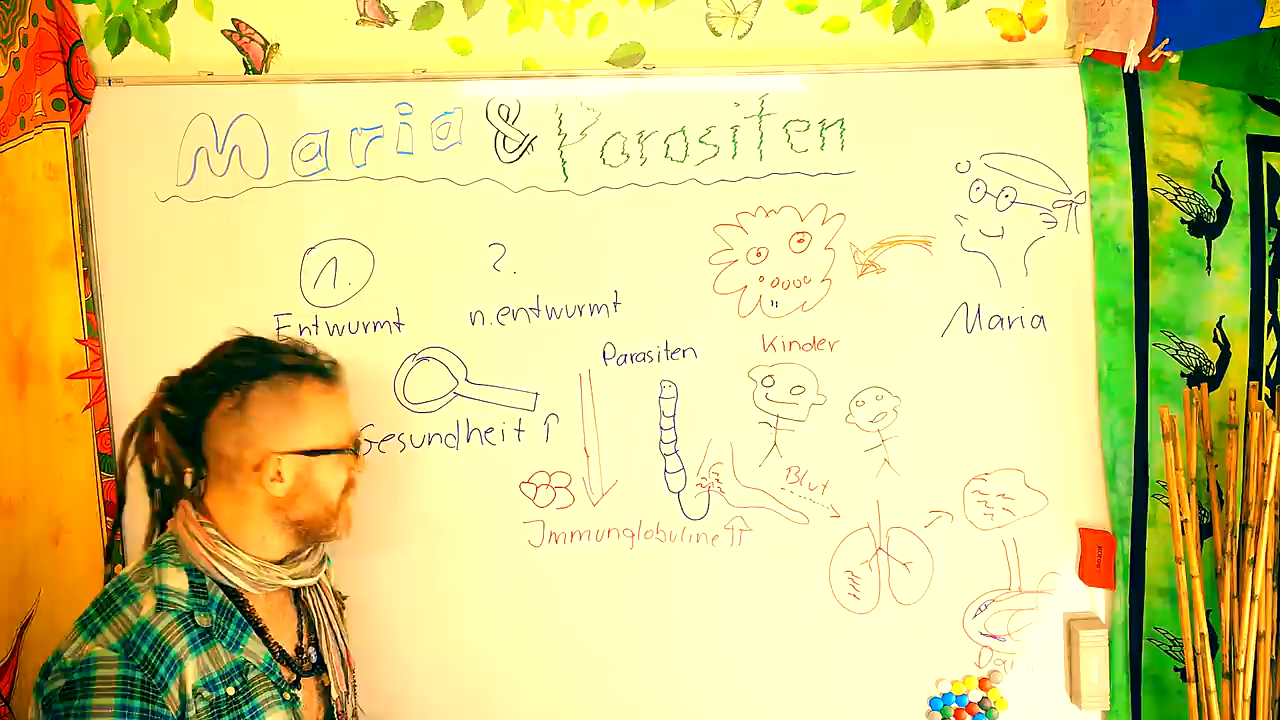 Maria & Parasiten
1.
2.
Entwurmt
n.entwurmt
Maria
Parasiten
Kinder
Gesundheit ↑
Blut
Immunglobuline ⇈